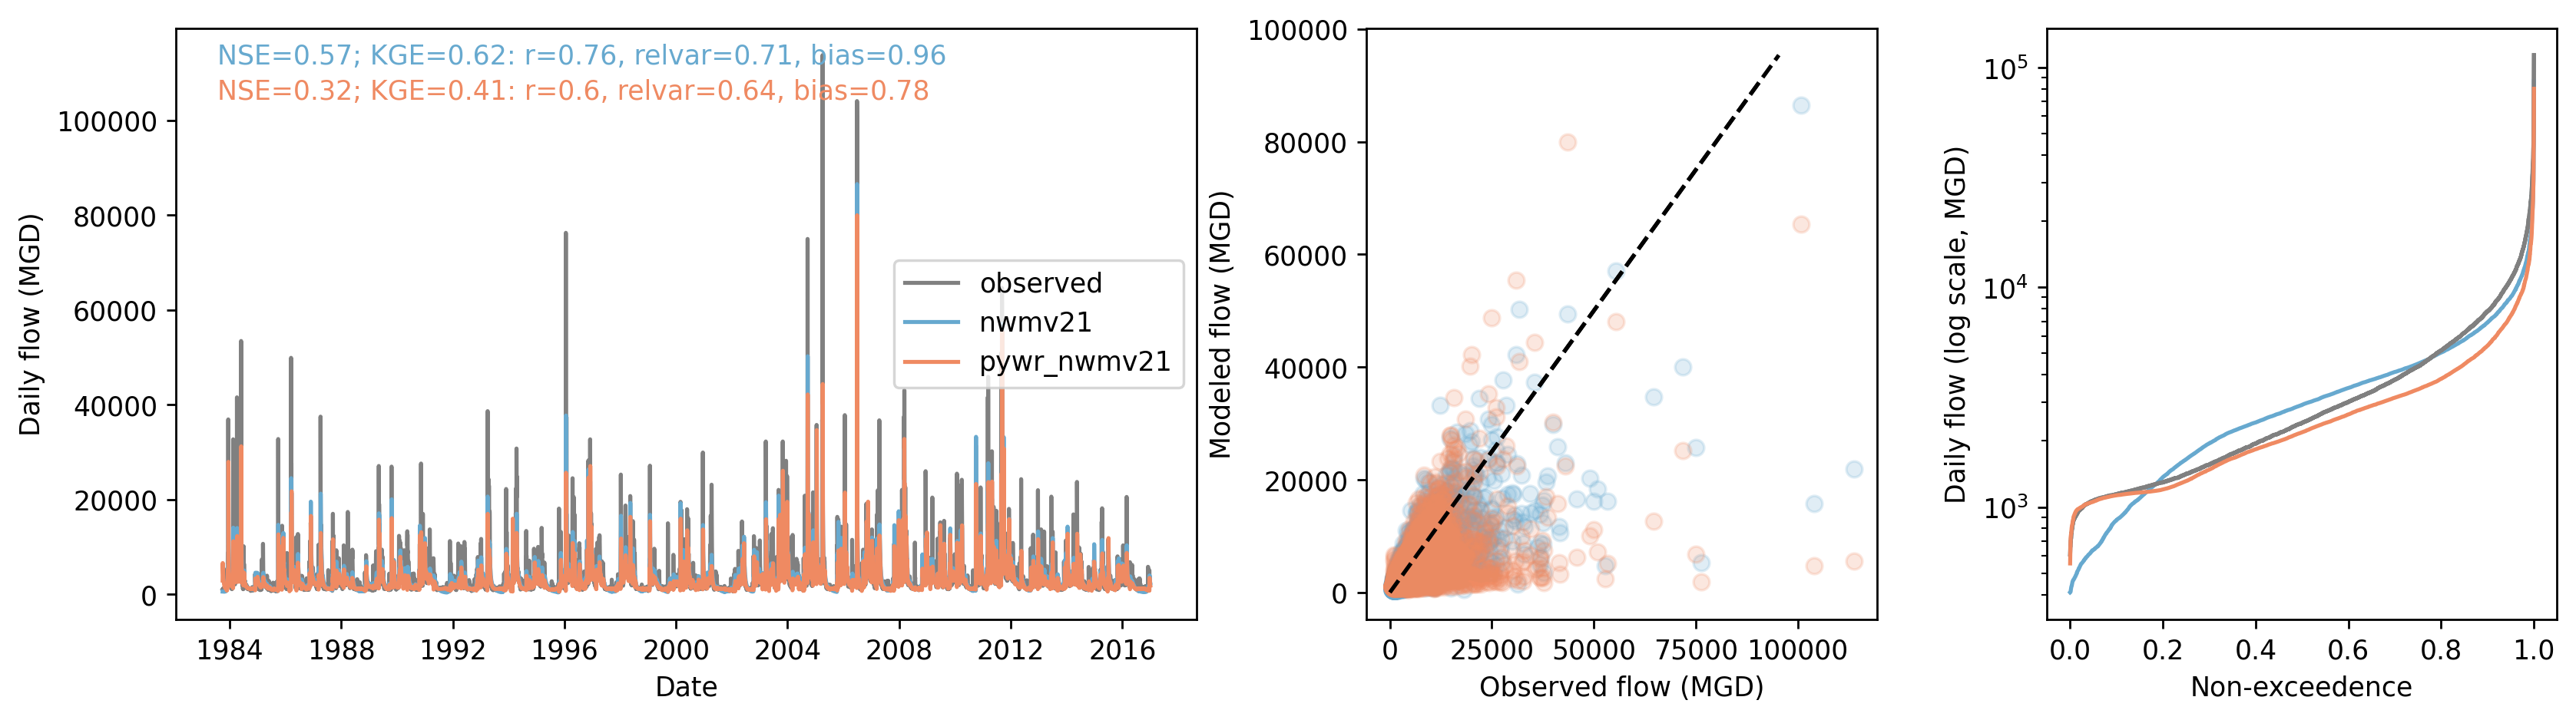 NSE=0.57; KGE=0.62: r=0.76, relvar=0.71, bias=0.96
NSE=0.32; KGE=0.41: r=0.6, relvar=0.64, bias=0.78
Daily flow (MGD)
100000
80000
60000
40000
20000
0
observed
nwmv21
pywr_nwmv21
1984 1988 1992 1996 2000 2004 2008 2012 2016
Date
Modeled flow (MGD)
100000
80000
60000
40000
20000
0
0 25000 50000 75000 100000
Observed flow (MGD)
Daily flow (log scale, MGD)
10^5
10^4
10^3
0.0 0.2 0.4 0.6 0.8 1.0
Non-exceedence